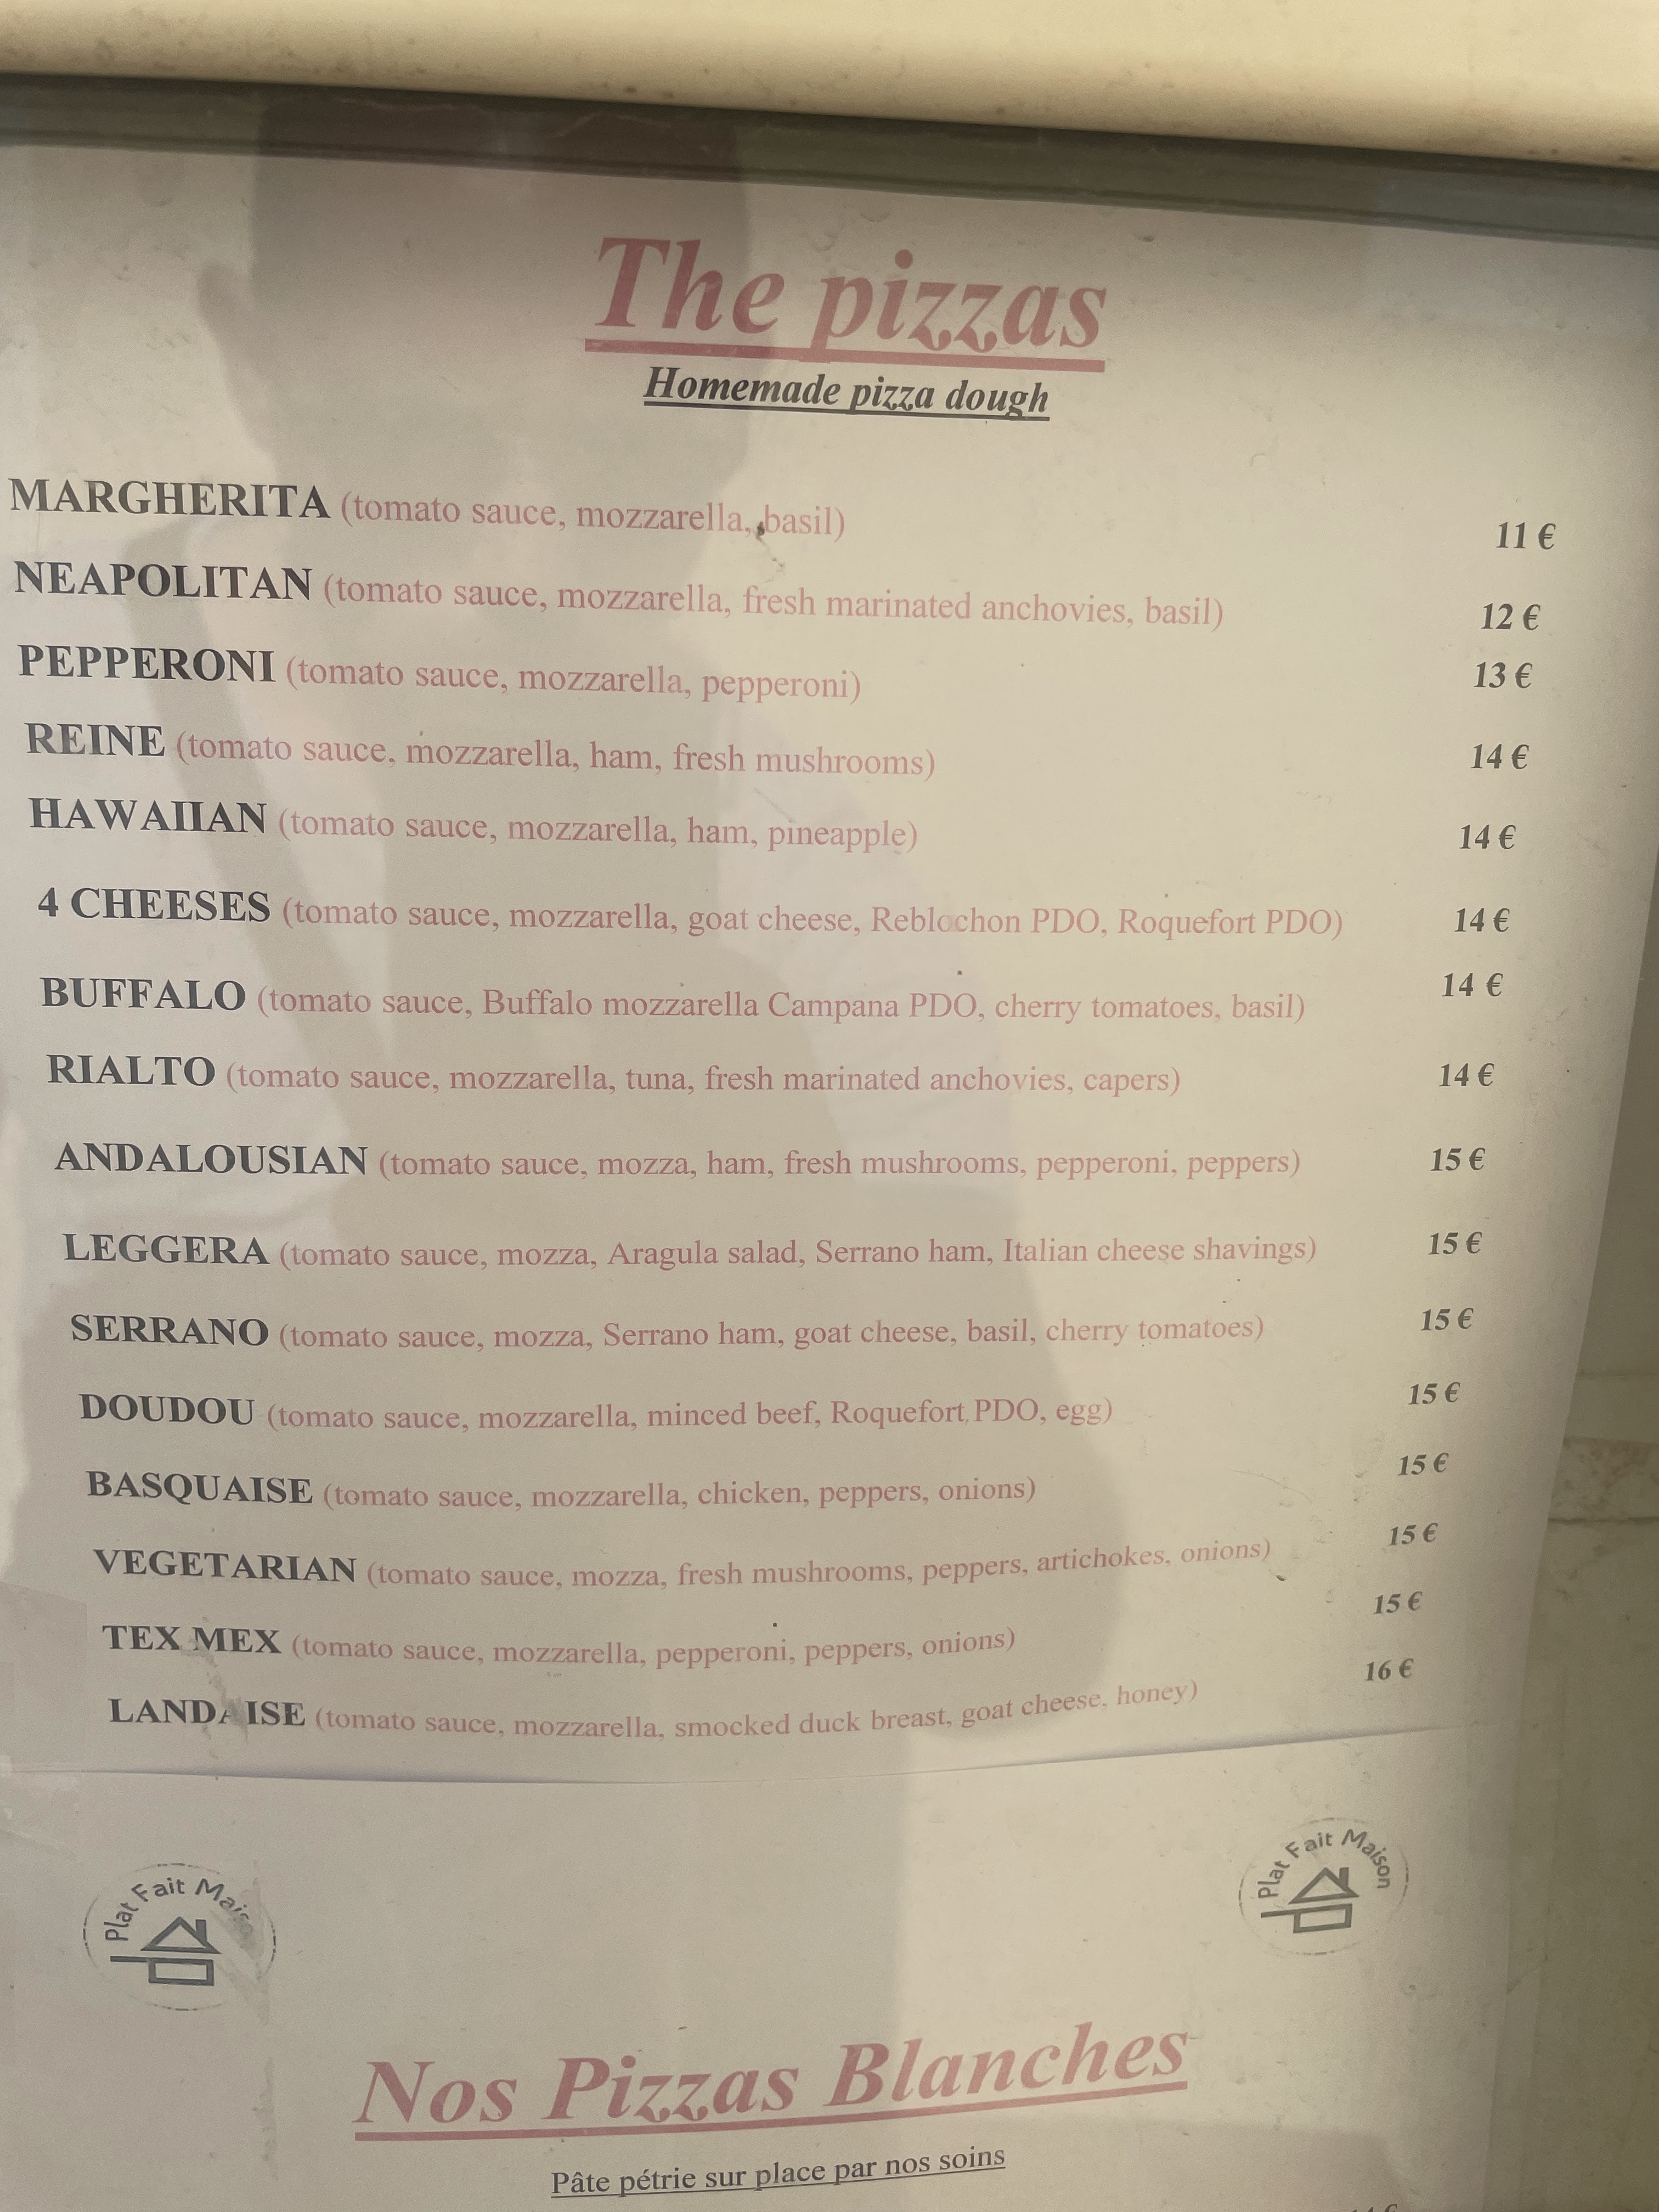 The pizzas
Homemade pizza dough
MARGHERITA (tomato sauce, mozzarella, basil) 11 €
NEAPOLITAN (tomato sauce, mozzarella, fresh marinated anchovies, basil) 12 €
PEPPERONI (tomato sauce, mozzarella, pepperoni) 13 €
REINE (tomato sauce, mozzarella, ham, fresh mushrooms) 14 €
HAWAIIAN (tomato sauce, mozzarella, ham, pineapple) 14 €
4 CHEESES (tomato sauce, mozzarella, goat cheese, Reblochon PDO, Roquefort PDO) 14 €
BUFFALO (tomato sauce, Buffalo mozzarella Campana PDO, cherry tomatoes, basil) 14 €
RIALTO (tomato sauce, mozzarella, tuna, fresh marinated anchovies, capers) 14 €
ANDALOUSIAN (tomato sauce, mozza, ham, fresh mushrooms, pepperoni, peppers) 15 €
LEGGERA (tomato sauce, mozza, Aragula salad, Serrano ham, Italian cheese shavings) 15 €
SERRANO (tomato sauce, mozza, Serrano ham, goat cheese, basil, cherry tomatoes) 15 €
DOUDOU (tomato sauce, mozzarella, minced beef, Roquefort PDO, egg) 15 €
BASQUAISE (tomato sauce, mozzarella, chicken, peppers, onions) 15 €
VEGETARIAN (tomato sauce, mozza, fresh mushrooms, peppers, artichokes, onions) 15 €
TEX MEX (tomato sauce, mozzarella, pepperoni, peppers, onions) 15 €
LANDAISE (tomato sauce, mozzarella, smocked duck breast, goat cheese, honey) 16 €
Plat Fait Maison
Plat Fait Maison
Nos Pizzas Blanches
Pâte pétrie sur place par nos soins